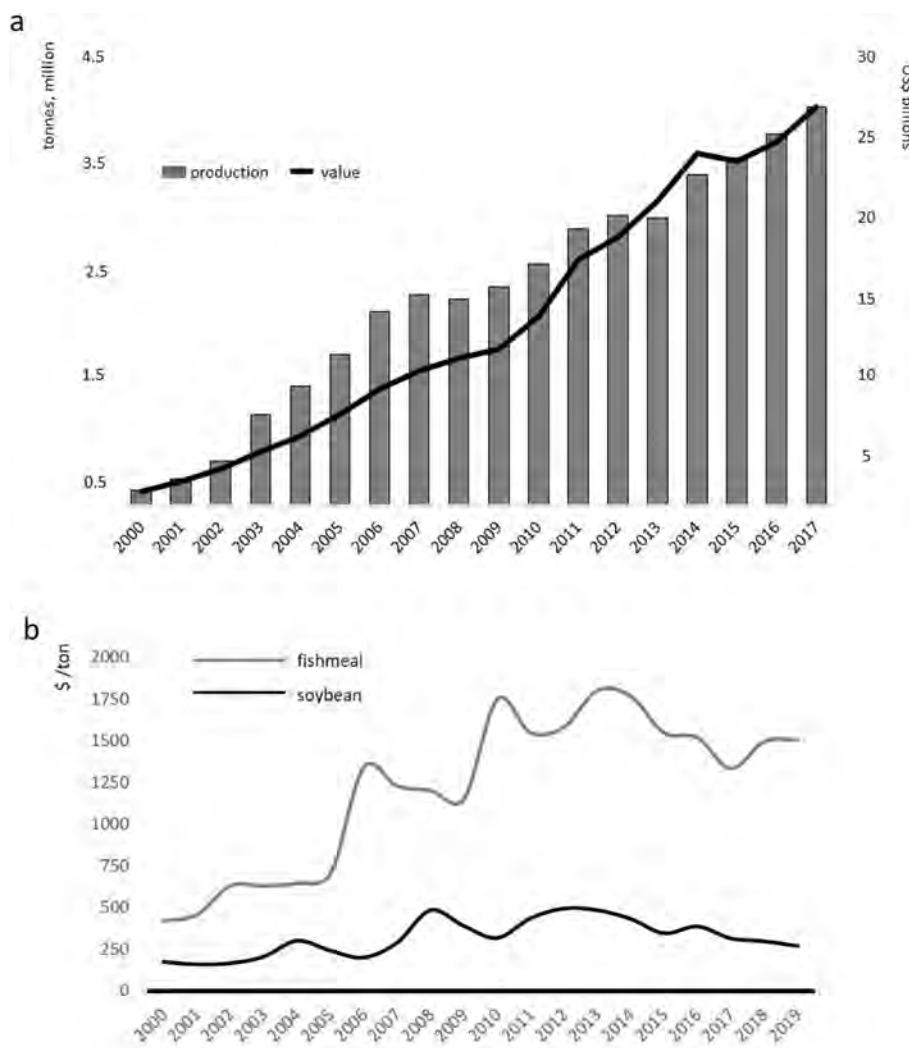 a
tonnes, million
US$ billions
4.5
30
3.5
25
production
value
20
2.5
15
1.5
10
0.5
5
2000 2001 2002 2003 2004 2005 2006 2007 2008 2009 2010 2011 2012 2013 2014 2015 2016 2017
b
$ /ton
2000
fishmeal
soybean
1750
1500
1250
1000
750
500
250
0
2000 2001 2002 2003 2004 2005 2006 2007 2008 2009 2010 2011 2012 2013 2014 2015 2016 2017 2018 2019